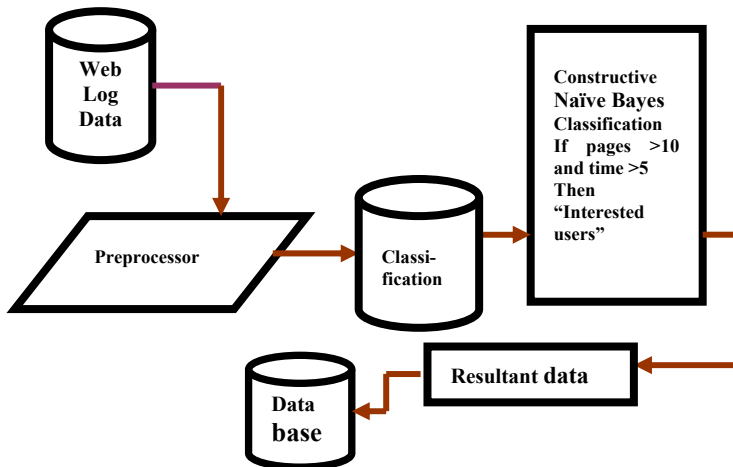 Web
Log
Data
Preprocessor
Classi-
fication
Constructive
Naïve Bayes
Classification
If pages >10
and time >5
Then
“Interested
users”
Resultant data
Data
base